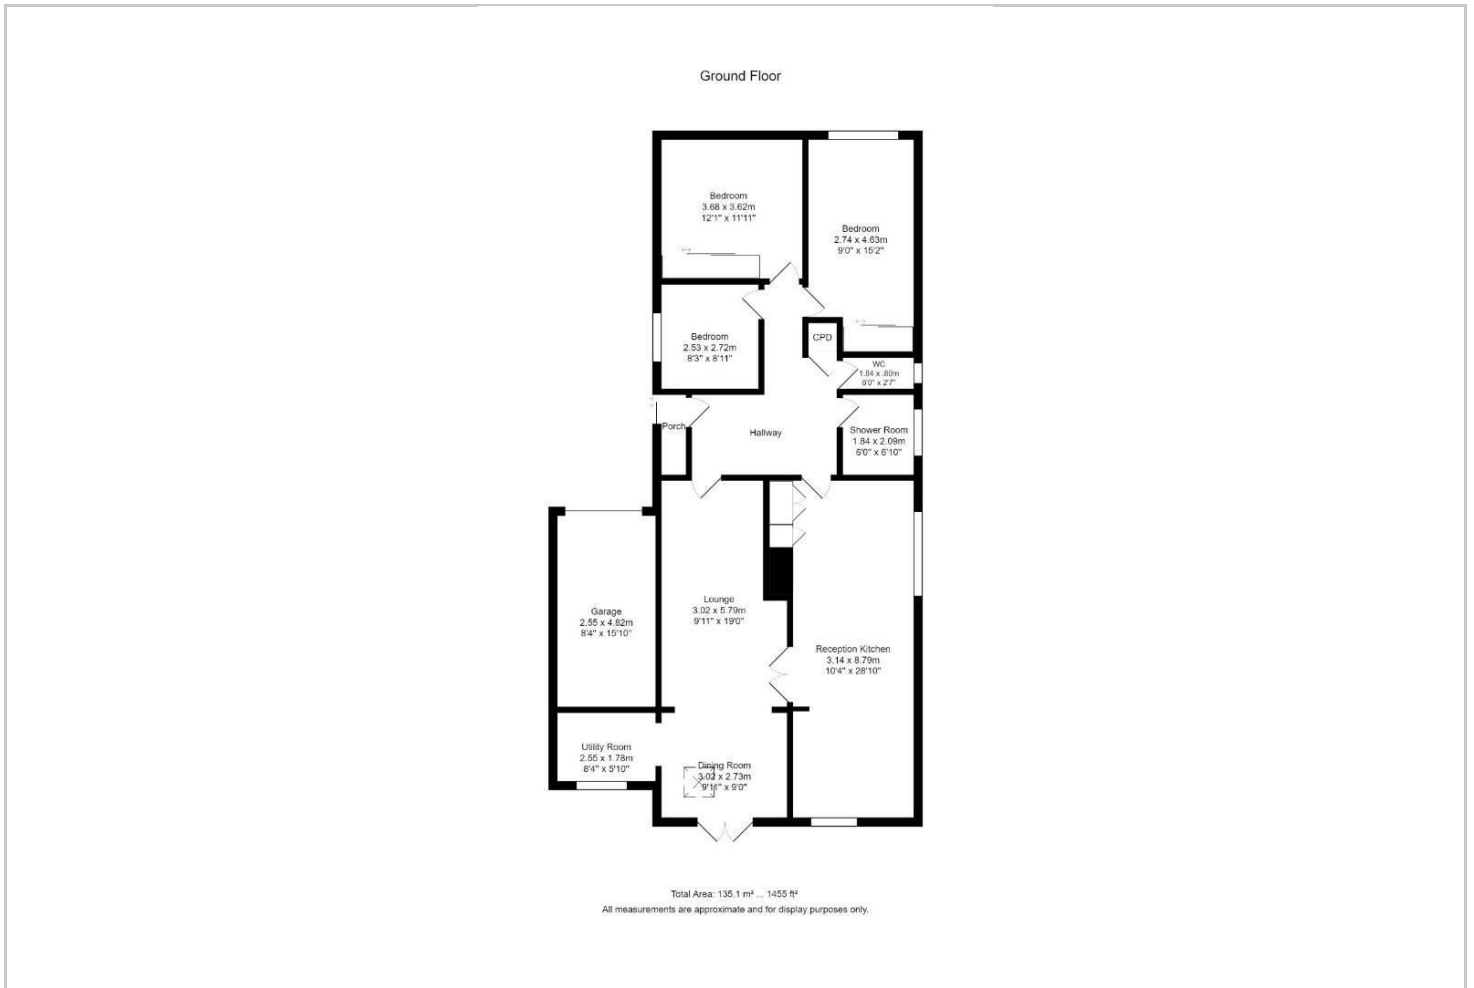 Ground Floor
Bedroom
3.68 x 3.62m
12'1" x 11'11"
Bedroom
2.74 x 4.63m
9'0" x 15'2"
Bedroom
2.53 x 2.72m
8'3" x 8'11"
CPD
WC
1.84 x .80m
6'0" x 2'7"
Porch
Hallway
Shower Room
1.84 x 2.09m
6'0" x 6'10"
Garage
2.55 x 4.82m
8'4" x 15'10"
Lounge
3.02 x 5.79m
9'11" x 19'0"
Reception Kitchen
3.14 x 8.79m
10'4" x 28'10"
Utility Room
2.55 x 1.78m
8'4" x 5'10"
Dining Room
3.02 x 2.73m
9'11" x 9'0"
Total Area: 135.1 m² ... 1455 ft²
All measurements are approximate and for display purposes only.